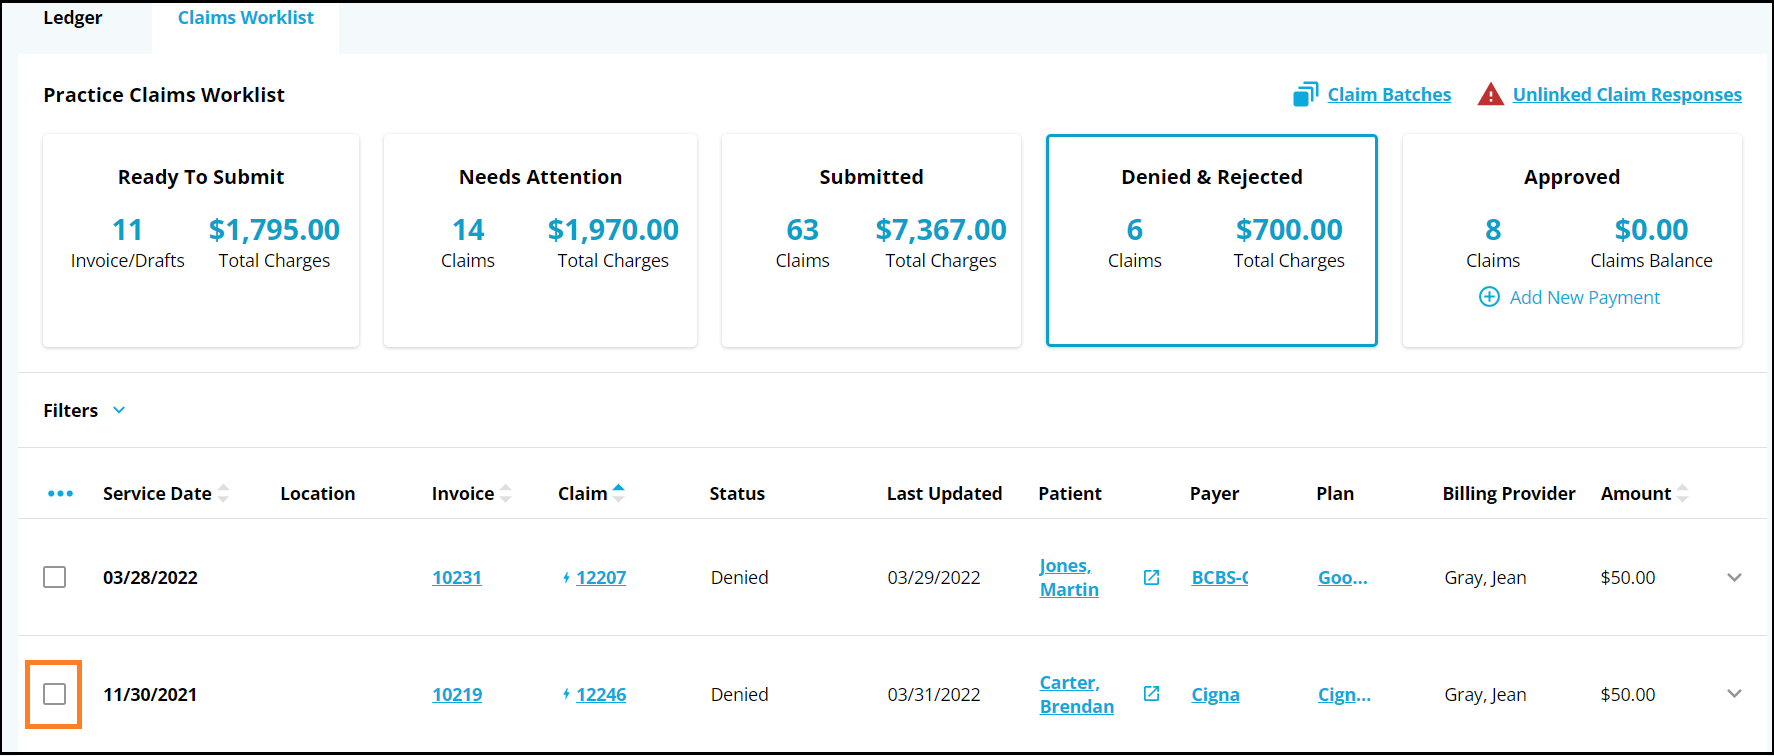 Ledger Claims Worklist
Practice Claims Worklist Claim Batches Unlinked Claim Responses
Ready To Submit Needs Attention Submitted Denied & Rejected Approved
11 $1,795.00 14 $1,970.00 63 $7,367.00 6 $700.00 8 $0.00
Invoice/Drafts Total Charges Claims Total Charges Claims Total Charges Claims Total Charges Claims Claims Balance
Add New Payment
Filters
Service Date Location Invoice Claim Status Last Updated Patient Payer Plan Billing Provider Amount
03/28/2022 10231 12207 Denied 03/29/2022 Jones, Martin BCBS- Goo... Gray, Jean $50.00
11/30/2021 10219 12246 Denied 03/31/2022 Carter, Brendan Cigna Cign... Gray, Jean $50.00